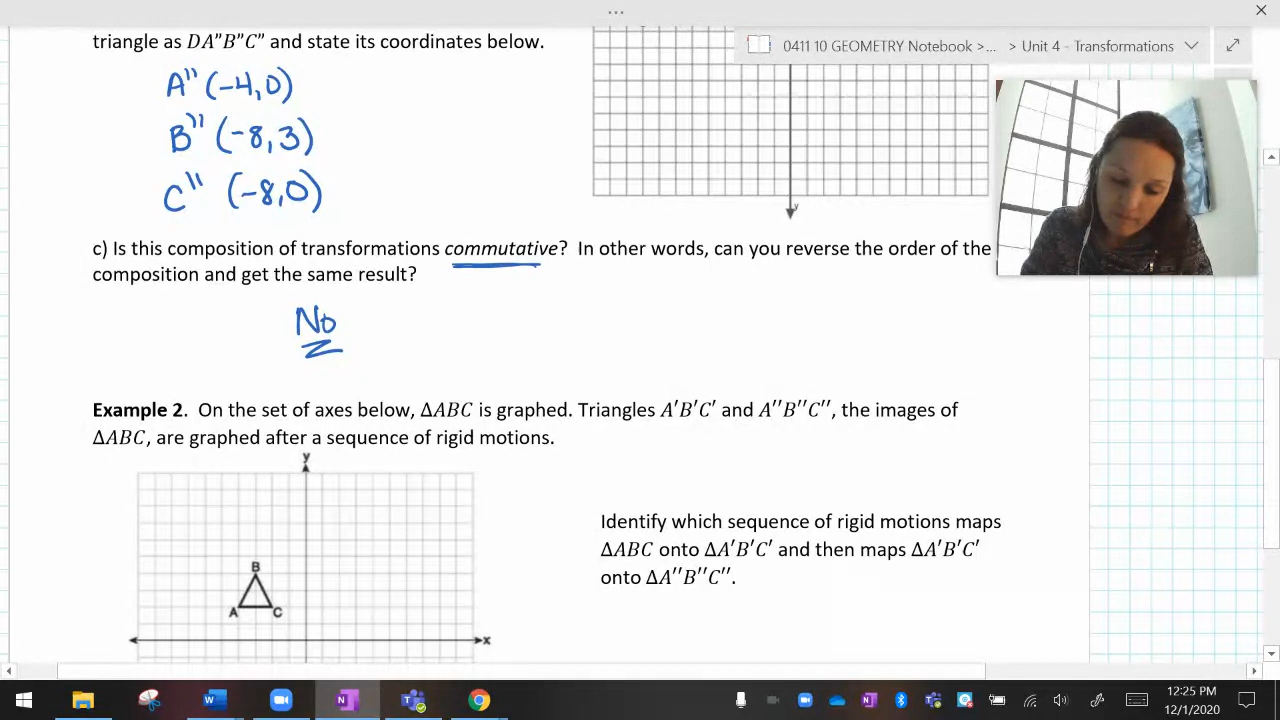 ...
0411 10 GEOMETRY Notebook >... > Unit 4 - Transformations
triangle as DA”B”C” and state its coordinates below.
A" (-4,0)
B" (-8,3)
C" (-8,0)
y
c) Is this composition of transformations commutative? In other words, can you reverse the order of the
composition and get the same result?
No
Example 2. On the set of axes below, ΔABC is graphed. Triangles A′B′C′ and A′′B′′C′′, the images of
ΔABC, are graphed after a sequence of rigid motions.
y
B
A C
x
Identify which sequence of rigid motions maps
ΔABC onto ΔA′B′C′ and then maps ΔA′B′C′
onto ΔA′′B′′C′′.
12:25 PM
12/1/2020